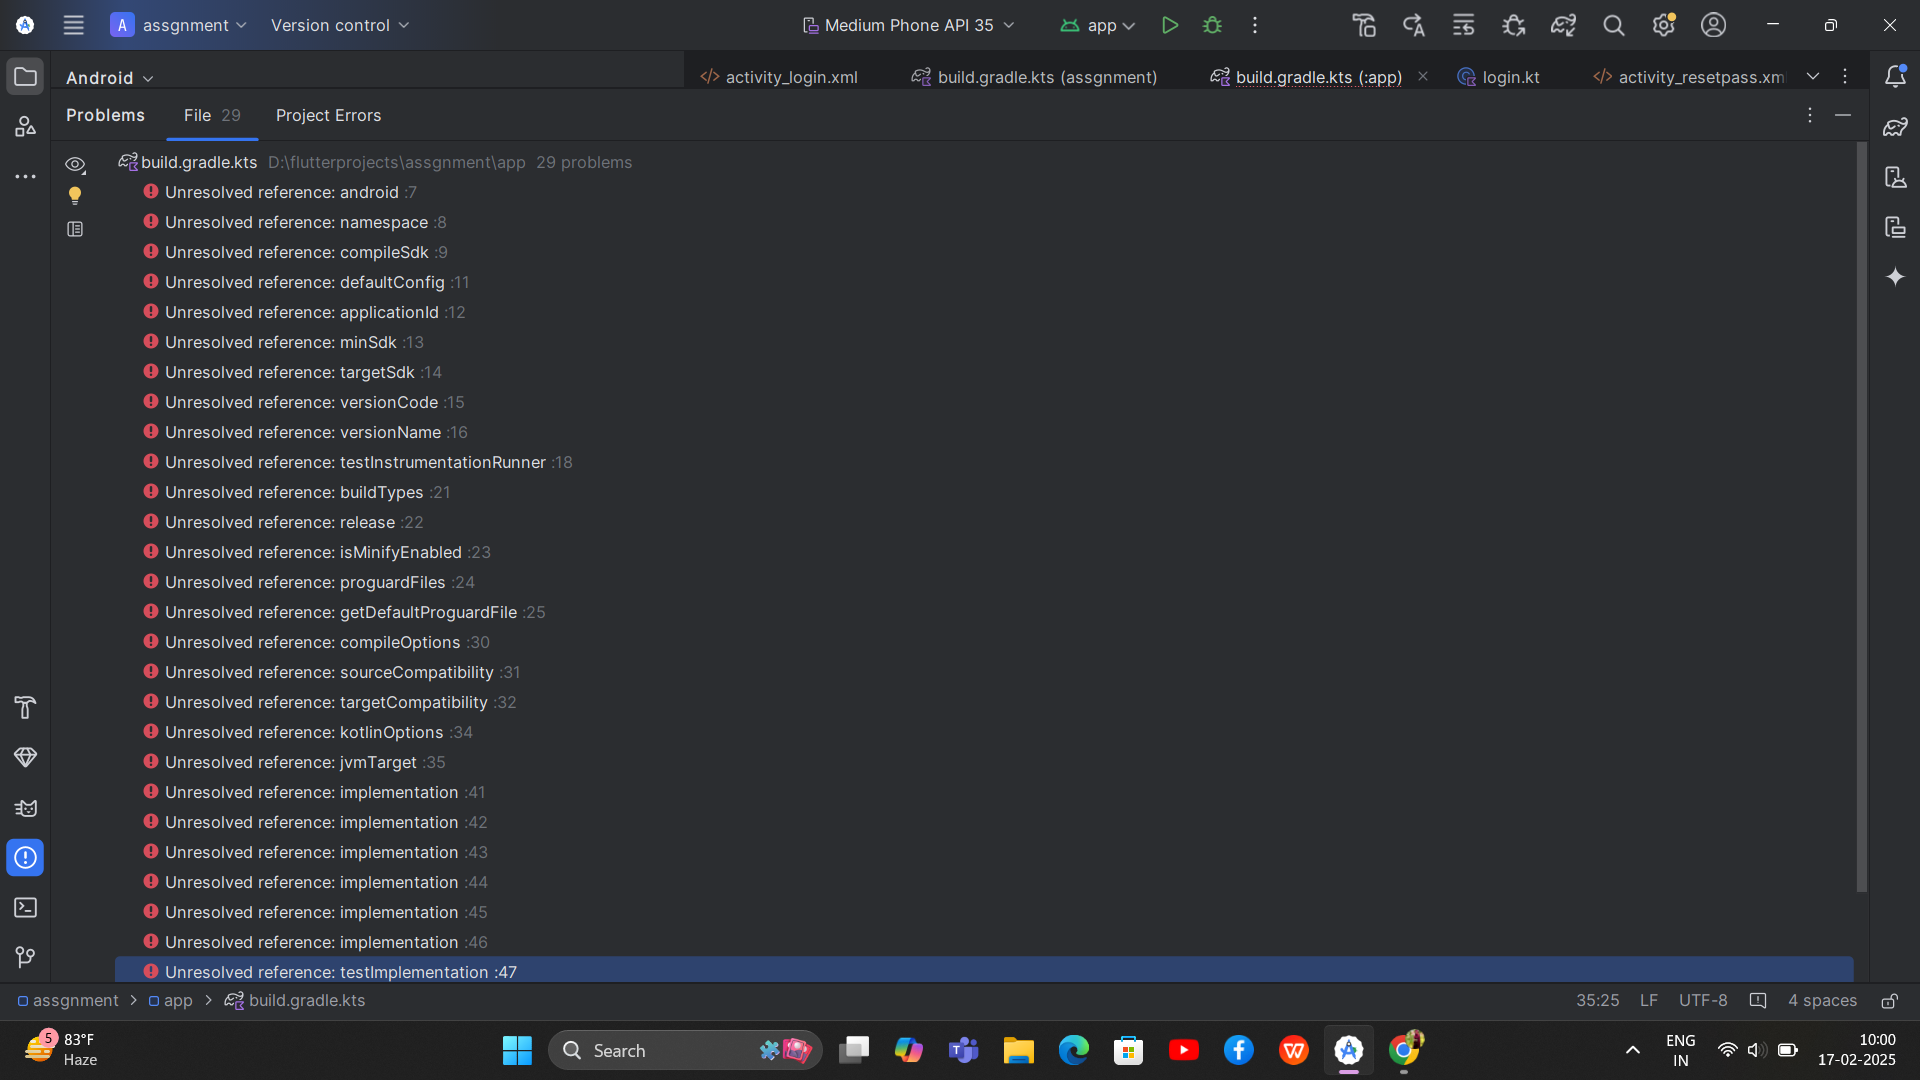 A assgnment Version control Medium Phone API 35 app
Android activity_login.xml build.gradle.kts (assgnment) build.gradle.kts (:app) login.kt activity_resetpass.xm
Problems File 29 Project Errors
build.gradle.kts D:\flutterprojects\assgnment\app 29 problems
Unresolved reference: android :7
Unresolved reference: namespace :8
Unresolved reference: compileSdk :9
Unresolved reference: defaultConfig :11
Unresolved reference: applicationId :12
Unresolved reference: minSdk :13
Unresolved reference: targetSdk :14
Unresolved reference: versionCode :15
Unresolved reference: versionName :16
Unresolved reference: testInstrumentationRunner :18
Unresolved reference: buildTypes :21
Unresolved reference: release :22
Unresolved reference: isMinifyEnabled :23
Unresolved reference: proguardFiles :24
Unresolved reference: getDefaultProguardFile :25
Unresolved reference: compileOptions :30
Unresolved reference: sourceCompatibility :31
Unresolved reference: targetCompatibility :32
Unresolved reference: kotlinOptions :34
Unresolved reference: jvmTarget :35
Unresolved reference: implementation :41
Unresolved reference: implementation :42
Unresolved reference: implementation :43
Unresolved reference: implementation :44
Unresolved reference: implementation :45
Unresolved reference: implementation :46
Unresolved reference: testImplementation :47
assgnment > app > build.gradle.kts 35:25 LF UTF-8 4 spaces
5 83°F
Haze
Search
ENG
IN
10:00
17-02-2025